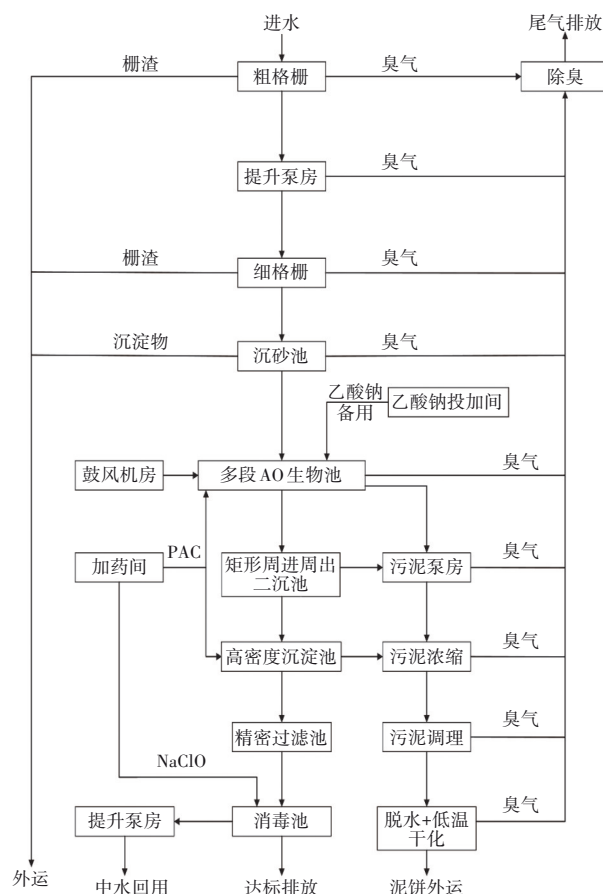 进水
尾气排放
栅渣
粗格栅
臭气
除臭
提升泵房
臭气
栅渣
细格栅
臭气
沉淀物
沉砂池
臭气
乙酸钠
备用
乙酸钠投加间
鼓风机房
多段AO生物池
臭气
加药间
PAC
矩形周进周出
二沉池
污泥泵房
臭气
高密度沉淀池
污泥浓缩
臭气
精密过滤池
污泥调理
臭气
NaClO
提升泵房
消毒池
脱水+低温
干化
臭气
外运
中水回用
达标排放
泥饼外运